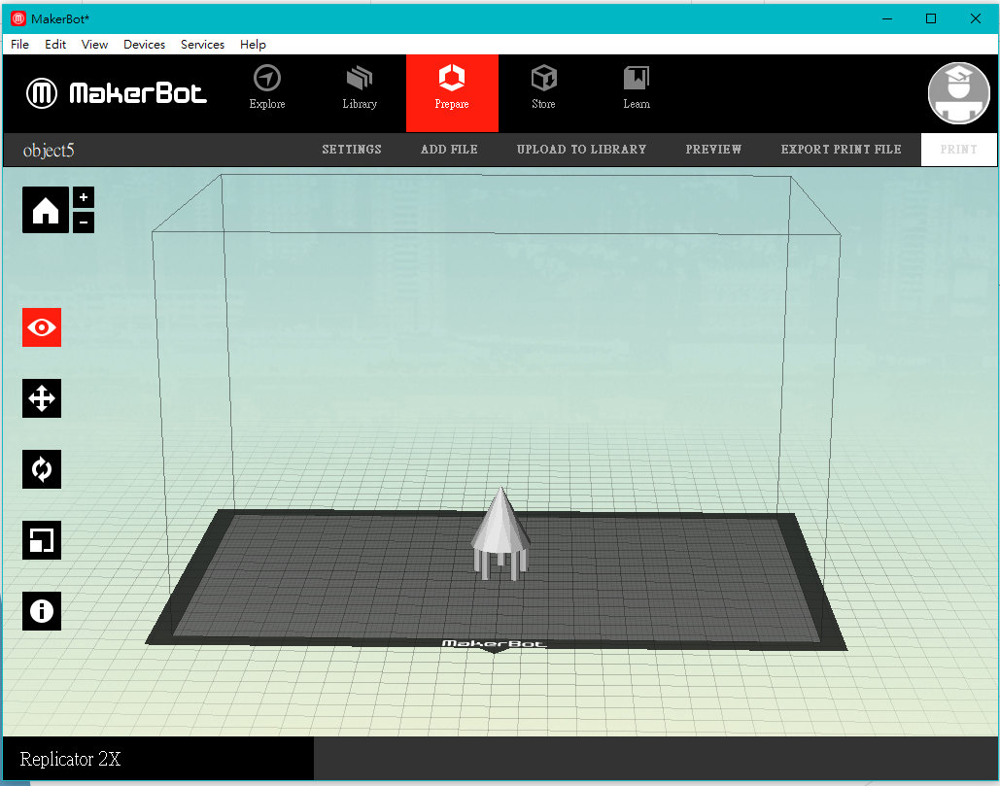 MakerBot*
File Edit View Devices Services Help
MakerBot
Explore Library Prepare Store Learn
object5 SETTINGS ADD FILE UPLOAD TO LIBRARY PREVIEW EXPORT PRINT FILE PRINT
+
-
MakerBot
Replicator 2X